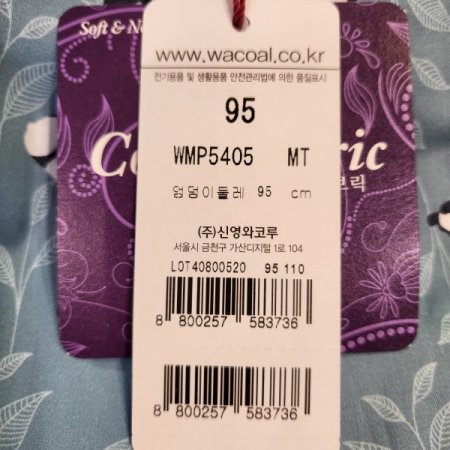 Soft &
www.wacoal.co.kr
전기용품 및 생활용품 안전관리법에 의한 품질표시
95
WMP5405 MT
엉덩이둘레 95 cm
(주)신영와코루
서울시 금천구 가산디지털 1로 104
LOT40800520 95 110
8 800257 583736
8 800257 583736